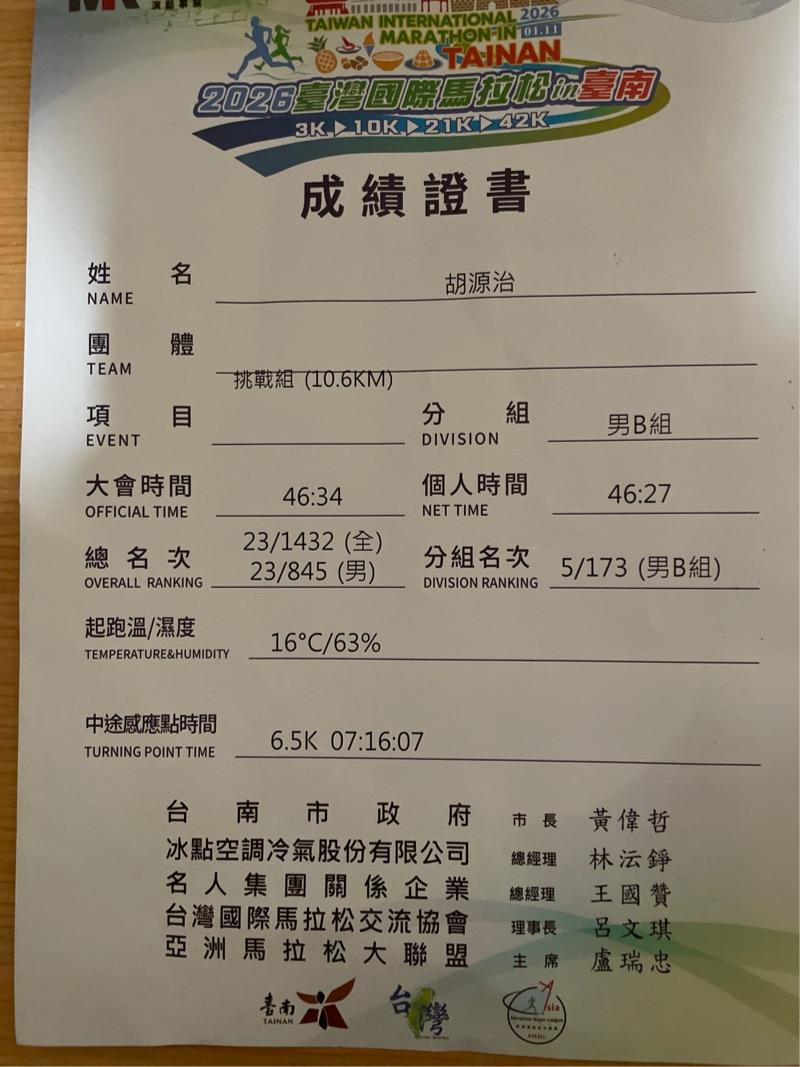 TAIWAN INTERNATIONAL 2026
MARATHON IN 01.11
TAINAN
2026臺灣國際馬拉松in臺南
3K▶10K▶21K▶42K
成績證書
姓名 胡源治
NAME
團體
TEAM
挑戰組 (10.6KM)
項目 分組 男B組
EVENT DIVISION
大會時間 46:34 個人時間 46:27
OFFICIAL TIME NET TIME
23/1432 (全)
總名次 23/845 (男) 分組名次 5/173 (男B組)
OVERALL RANKING DIVISION RANKING
起跑溫/濕度 16°C/63%
TEMPERATURE&HUMIDITY
中途感應點時間 6.5K 07:16:07
TURNING POINT TIME
台南市政府 市長 黃偉哲
冰點空調冷氣股份有限公司 總經理 林沄錚
名人集團關係企業 總經理 王國贊
台灣國際馬拉松交流協會 理事長 呂文琪
亞洲馬拉松大聯盟 主席 盧瑞忠
臺南 台灣 Asia
TAINAN Marathon Major League
AMML